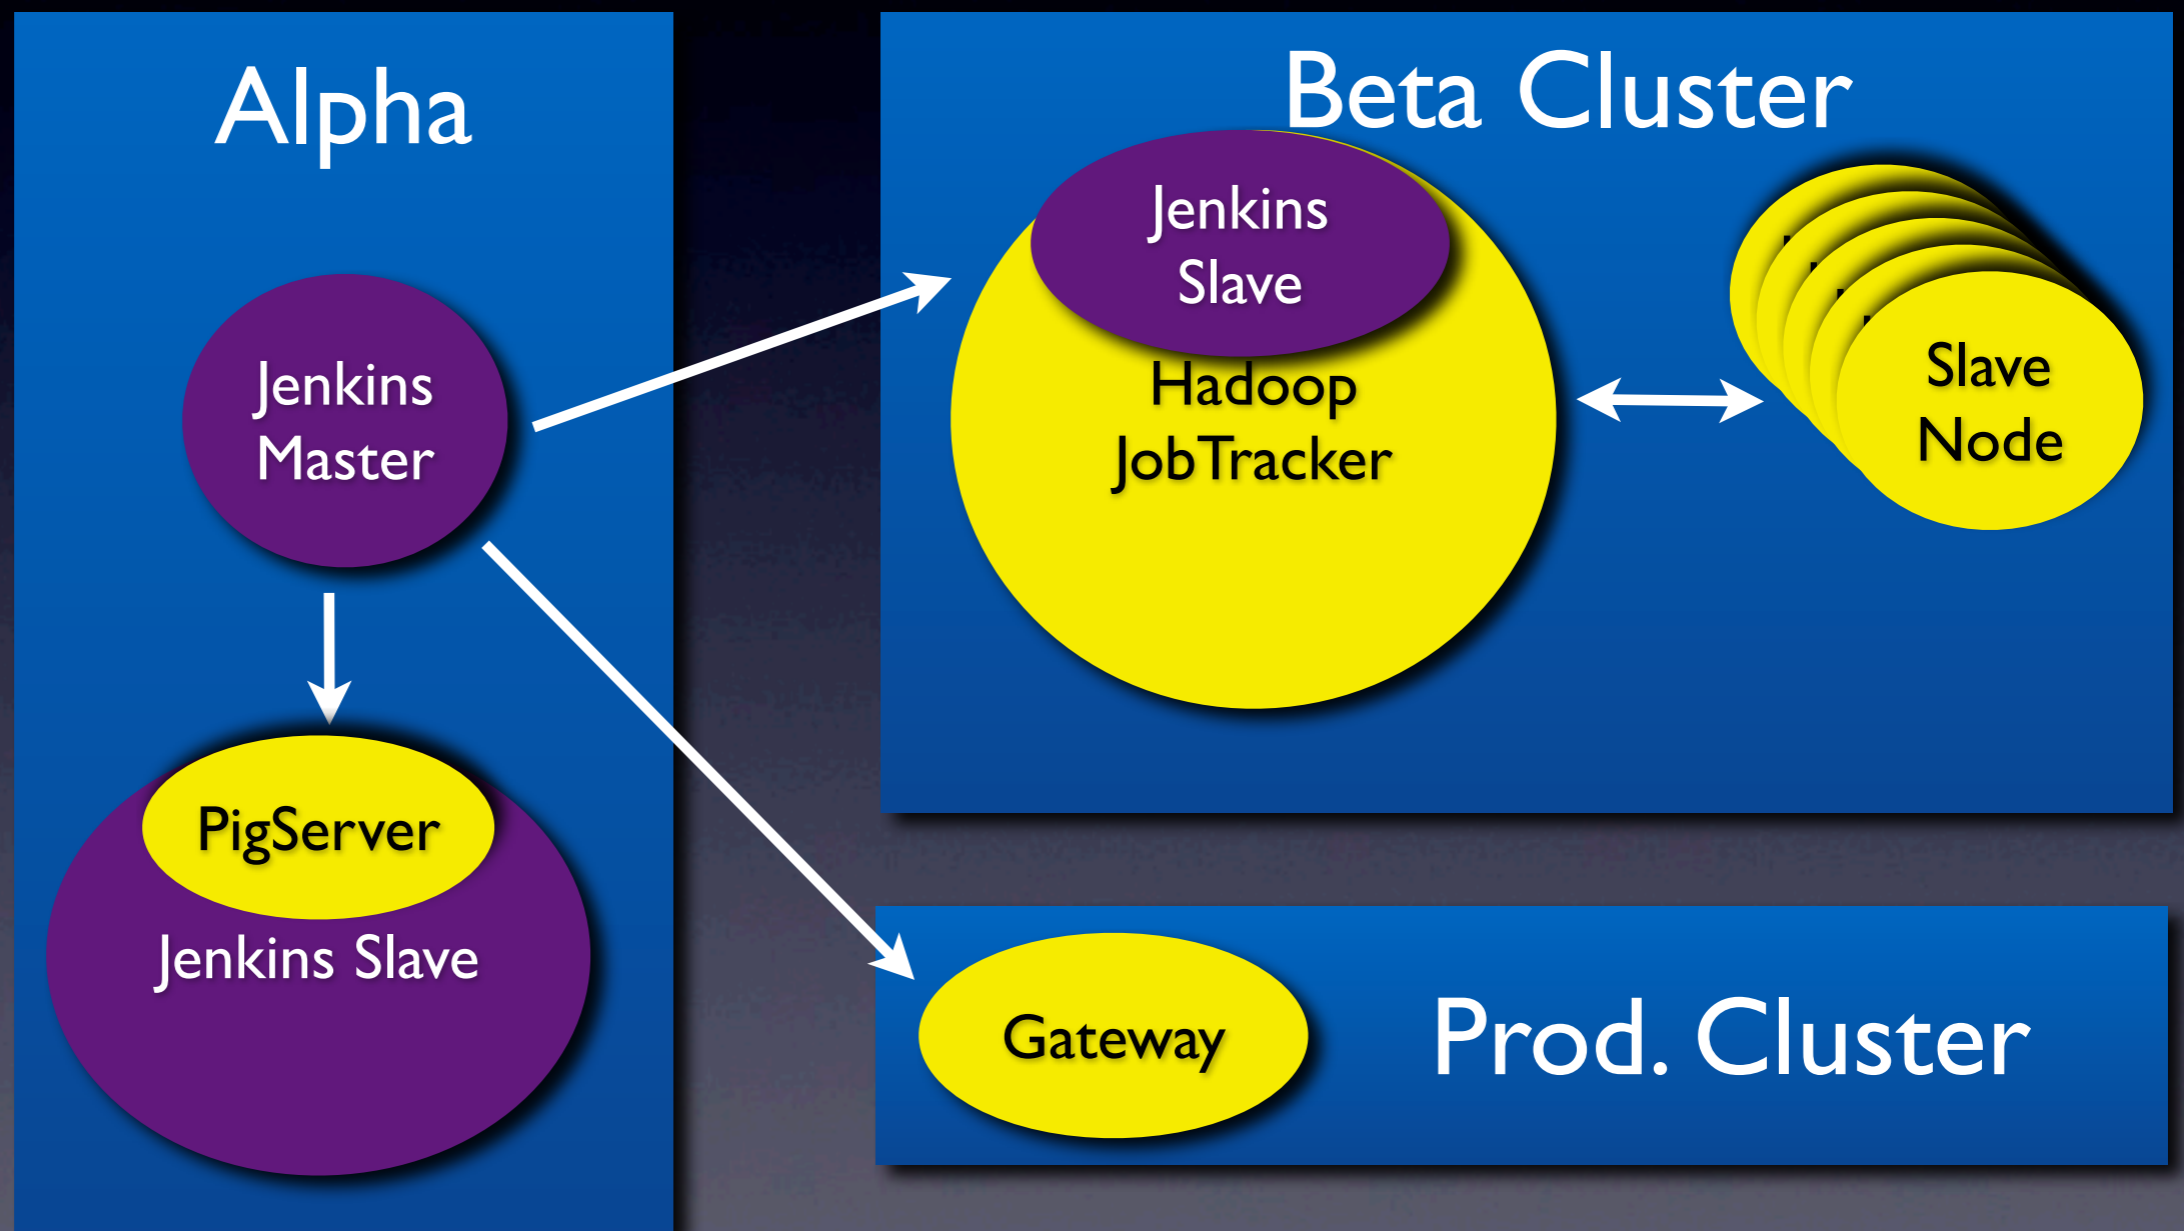 Alpha
Jenkins
Master
PigServer
Jenkins Slave
Beta Cluster
Jenkins
Slave
Hadoop
JobTracker
Slave
Node
Gateway
Prod. Cluster